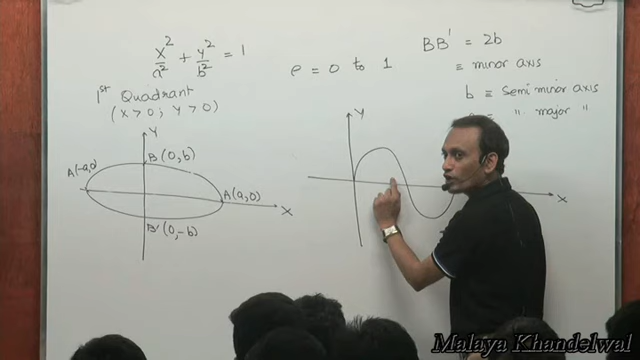 x²/a² + y²/b² = 1
1st Quadrant
(x > 0 ; y > 0)
e = 0 to 1
BB' = 2b
= minor axis
b = Semi minor axis
" major "
Y
B (0, b)
A(-a, 0)
A (a, 0)
X
B' (0, -b)
Y
X
Malaya Khandelwal